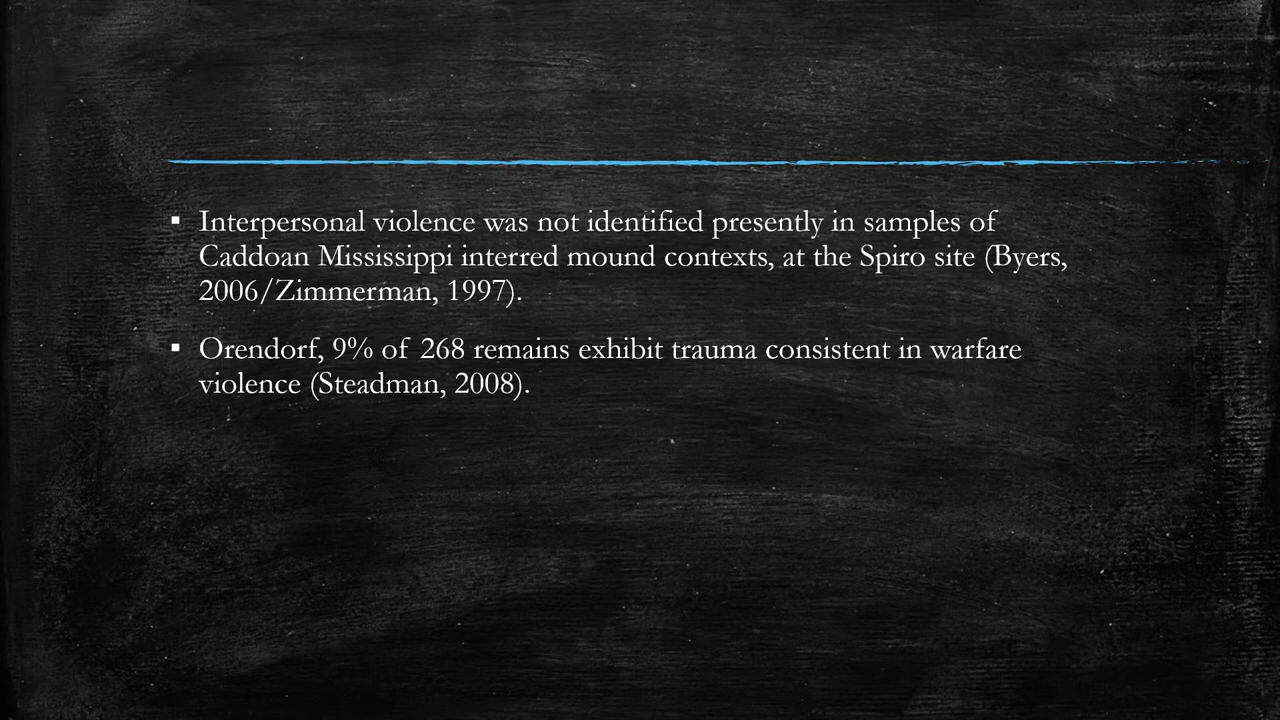 ▪ Interpersonal violence was not identified presently in samples of
Caddoan Mississippi interred mound contexts, at the Spiro site (Byers,
2006/Zimmerman, 1997).
▪ Orendorf, 9% of 268 remains exhibit trauma consistent in warfare
violence (Steadman, 2008).